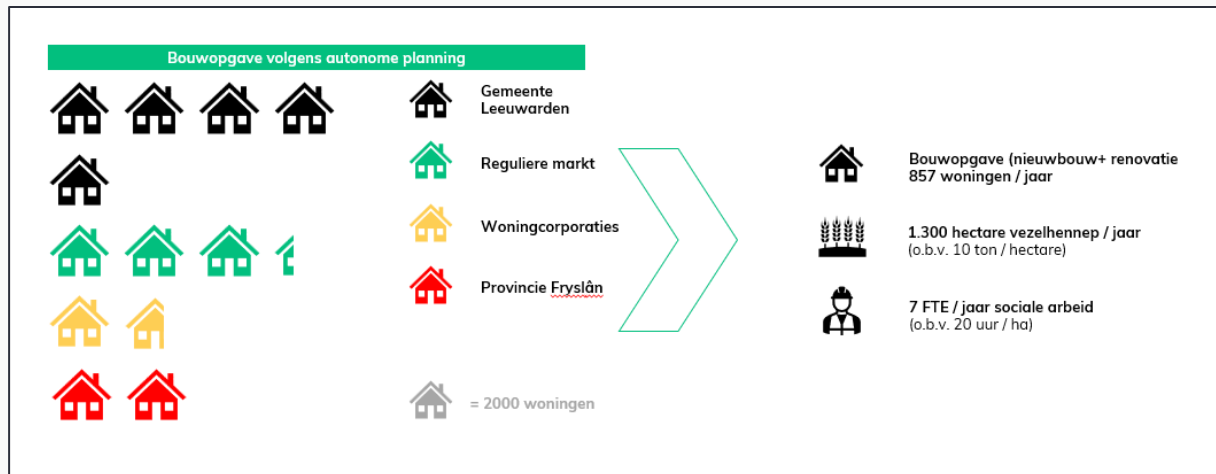 Bouwopgave volgens autonome planning
Gemeente
Leeuwarden
Reguliere markt
Woningcorporaties
Provincie Fryslân
= 2000 woningen
Bouwopgave (nieuwbouw+ renovatie
857 woningen / jaar
1.300 hectare vezelhennep / jaar
(o.b.v. 10 ton / hectare)
7 FTE / jaar sociale arbeid
(o.b.v. 20 uur / ha)